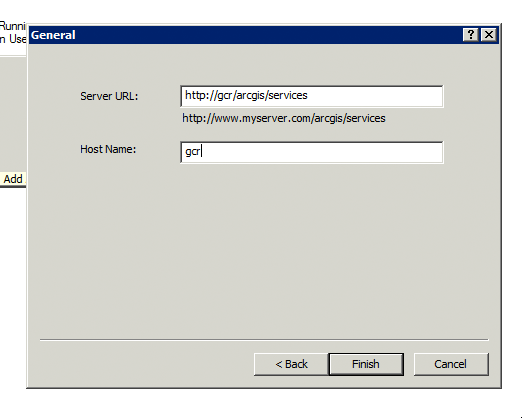 Runni
n Use
General
Server URL:
http://gcr/arcgis/services
http://www.myserver.com/arcgis/services
Host Name:
gcr
Add
< Back
Finish
Cancel